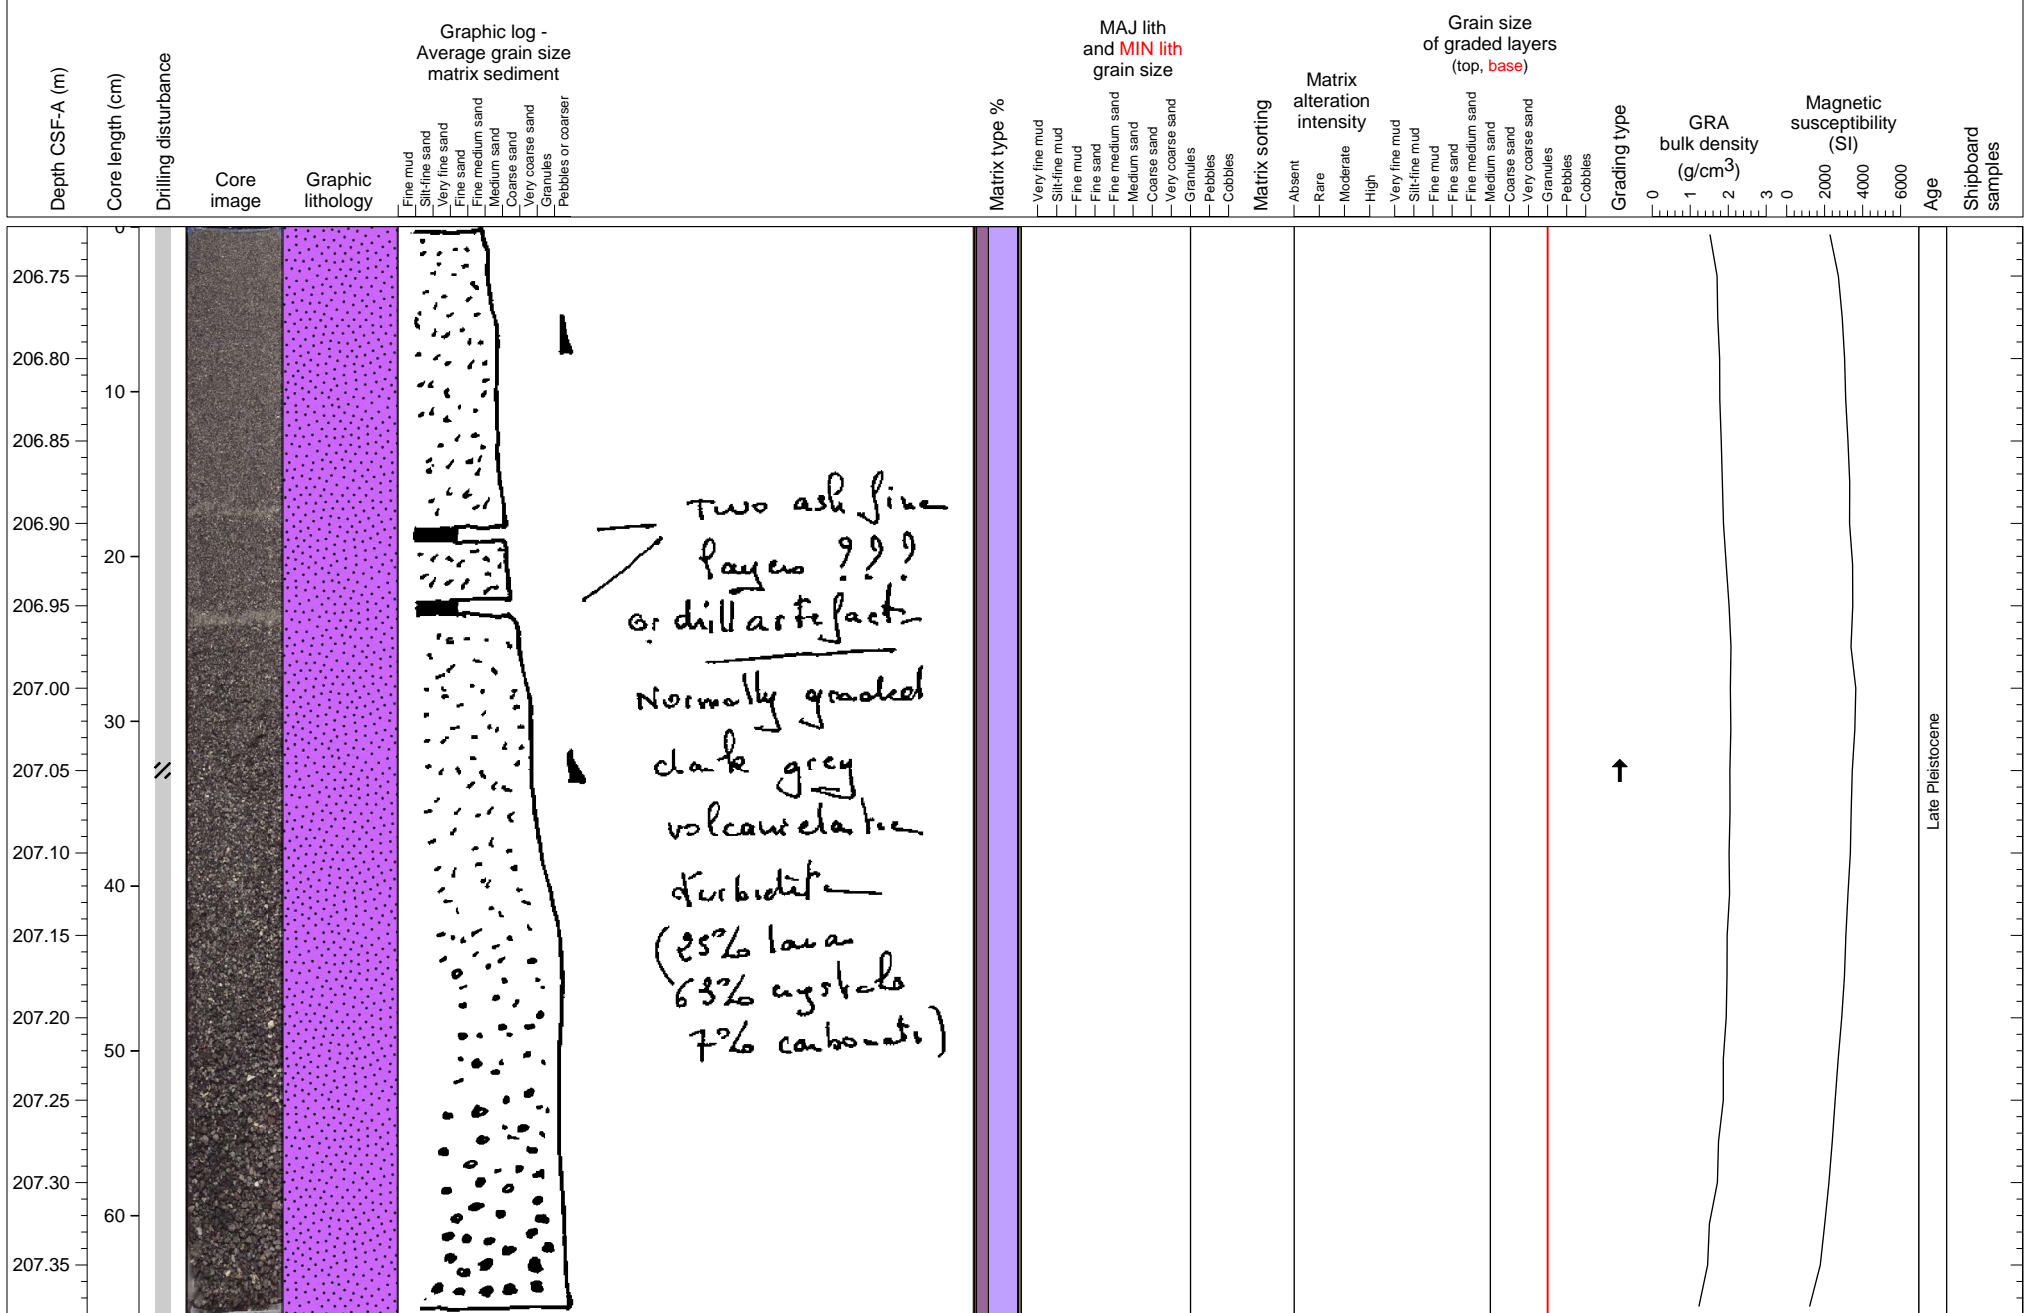 Graphic log -
Average grain size
matrix sediment
MAJ lith
and MIN lith
grain size
Grain size
of graded layers
(top, base)
Matrix
alteration
intensity
GRA
bulk density
(g/cm3)
Magnetic
susceptibility
(SI)
Depth CSF-A (m)
Core length (cm)
Drilling disturbance
Core
image
Graphic
lithology
Fine mud
Silt-fine sand
Very fine sand
Fine sand
Fine medium sand
Medium sand
Coarse sand
Very coarse sand
Granules
Pebbles or coarser
Matrix type %
Very fine mud
Silt-fine mud
Fine mud
Fine sand
Fine medium sand
Medium sand
Coarse sand
Very coarse sand
Granules
Pebbles
Cobbles
Matrix sorting
Absent
Rare
Moderate
High
Very fine mud
Silt-fine mud
Fine mud
Fine sand
Fine medium sand
Medium sand
Coarse sand
Very coarse sand
Granules
Pebbles
Cobbles
Grading type
0 1 2 3
0 2000 4000 6000
Age
Shipboard
samples
0
206.75
206.80
10
206.85
206.90
20
206.95
207.00
30
207.05
207.10
40
207.15
207.20
50
207.25
207.30
60
207.35
Two ash fine
layers ???
or drill artefact
Normally graded
dark grey
volcaniclastic
turbidite
(25% lava
63% crystals
7% carbonate)
Late Pleistocene